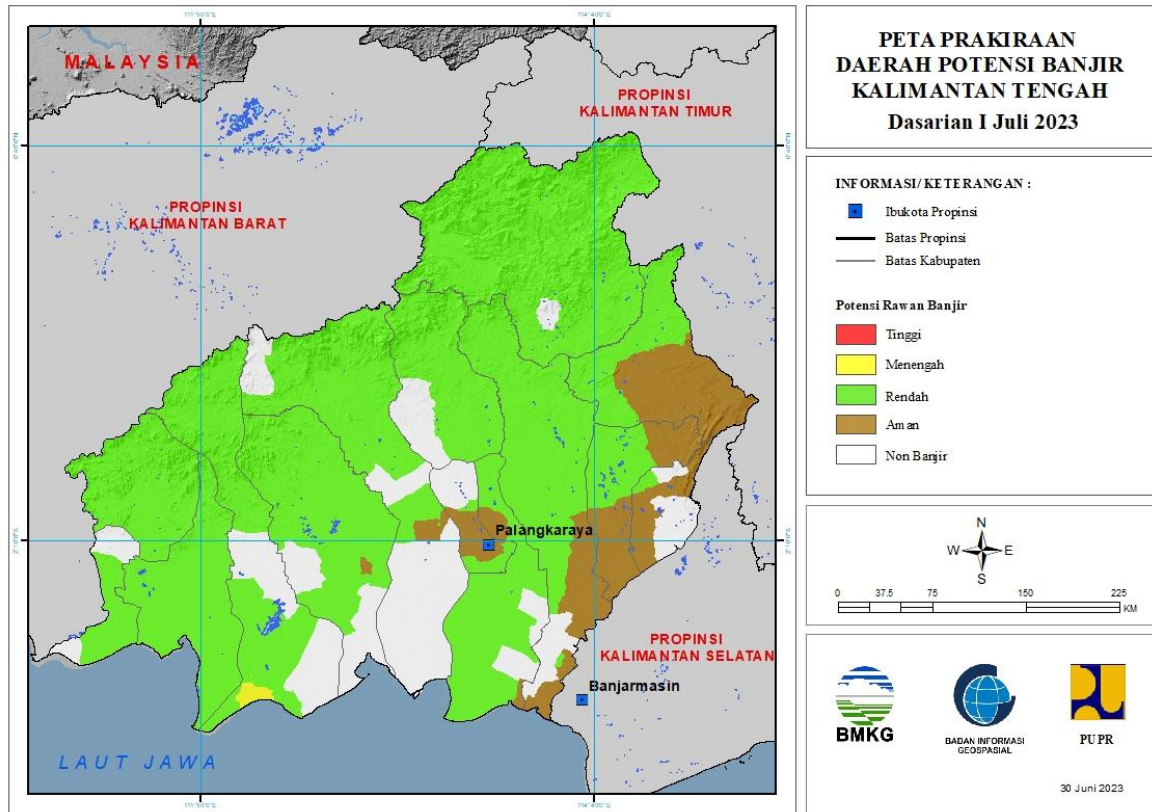 MALAYSIA
PROPINSI
KALIMANTAN TIMUR
PROPINSI
KALIMANTAN BARAT
Palangkaraya
PROPINSI
KALIMANTAN SELATAN
Banjarmasin
LAUT JAWA
PETA PRAKIRAAN
DAERAH POTENSI BANJIR
KALIMANTAN TENGAH
Dasarian I Juli 2023
INFORMASI/ KETERANGAN :
Ibukota Propinsi
Batas Propinsi
Batas Kabupaten
Potensi Rawan Banjir
Tinggi
Menengah
Rendah
Aman
Non Banjir
N
W E
S
0 37.5 75 150 225
KM
BMKG
BADAN INFORMASI
GEOSPASIAL
PUPR
30 Juni 2023